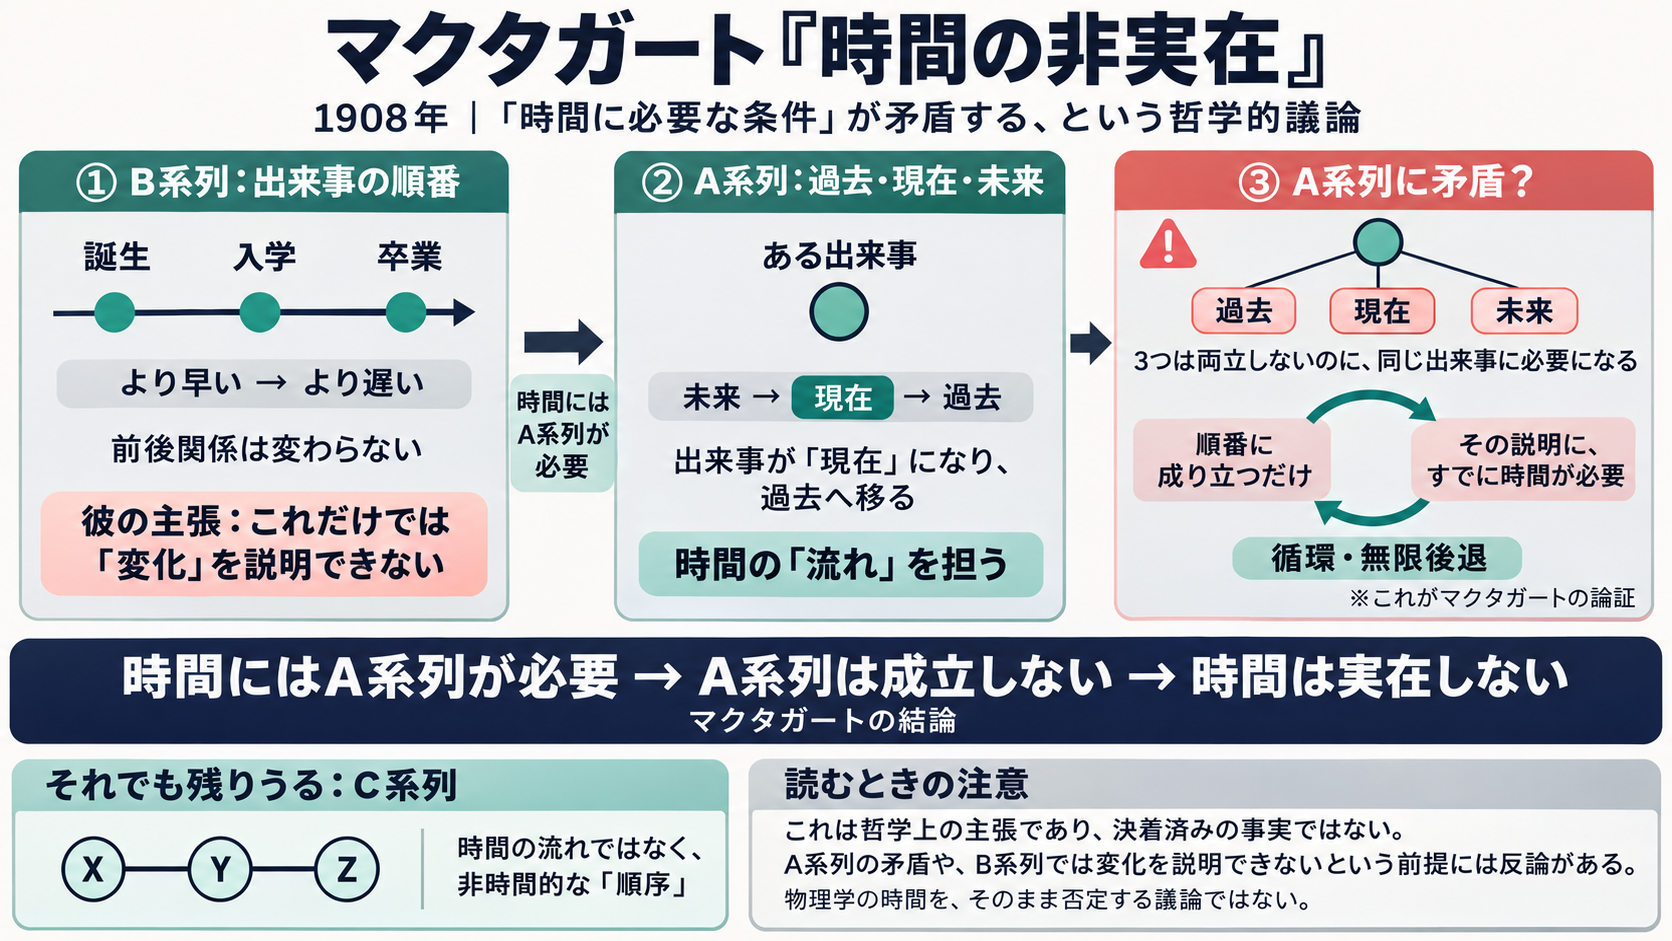 マクタガート『時間の非実在』
1908年｜「時間に必要な条件」が矛盾する、という哲学的議論
① B系列：出来事の順番
誕生 入学 卒業
より早い → より遅い
前後関係は変わらない
彼の主張：これだけでは
「変化」を説明できない
時間には
A系列が
必要
② A系列：過去・現在・未来
ある出来事
未来 → 現在 → 過去
出来事が「現在」になり、
過去へ移る
時間の「流れ」を担う
③ A系列に矛盾？
過去 現在 未来
3つは両立しないのに、同じ出来事に必要になる
順番に
成り立つだけ
その説明に、
すでに時間が必要
循環・無限後退
※これがマクタガートの論証
時間にはA系列が必要 → A系列は成立しない → 時間は実在しない
マクタガートの結論
それでも残りうる：C系列
X Y Z
時間の流れではなく、
非時間的な「順序」
読むときの注意
これは哲学上の主張であり、決着済みの事実ではない。
A系列の矛盾や、B系列では変化を説明できないという前提には反論がある。
物理学の時間を、そのまま否定する議論ではない。